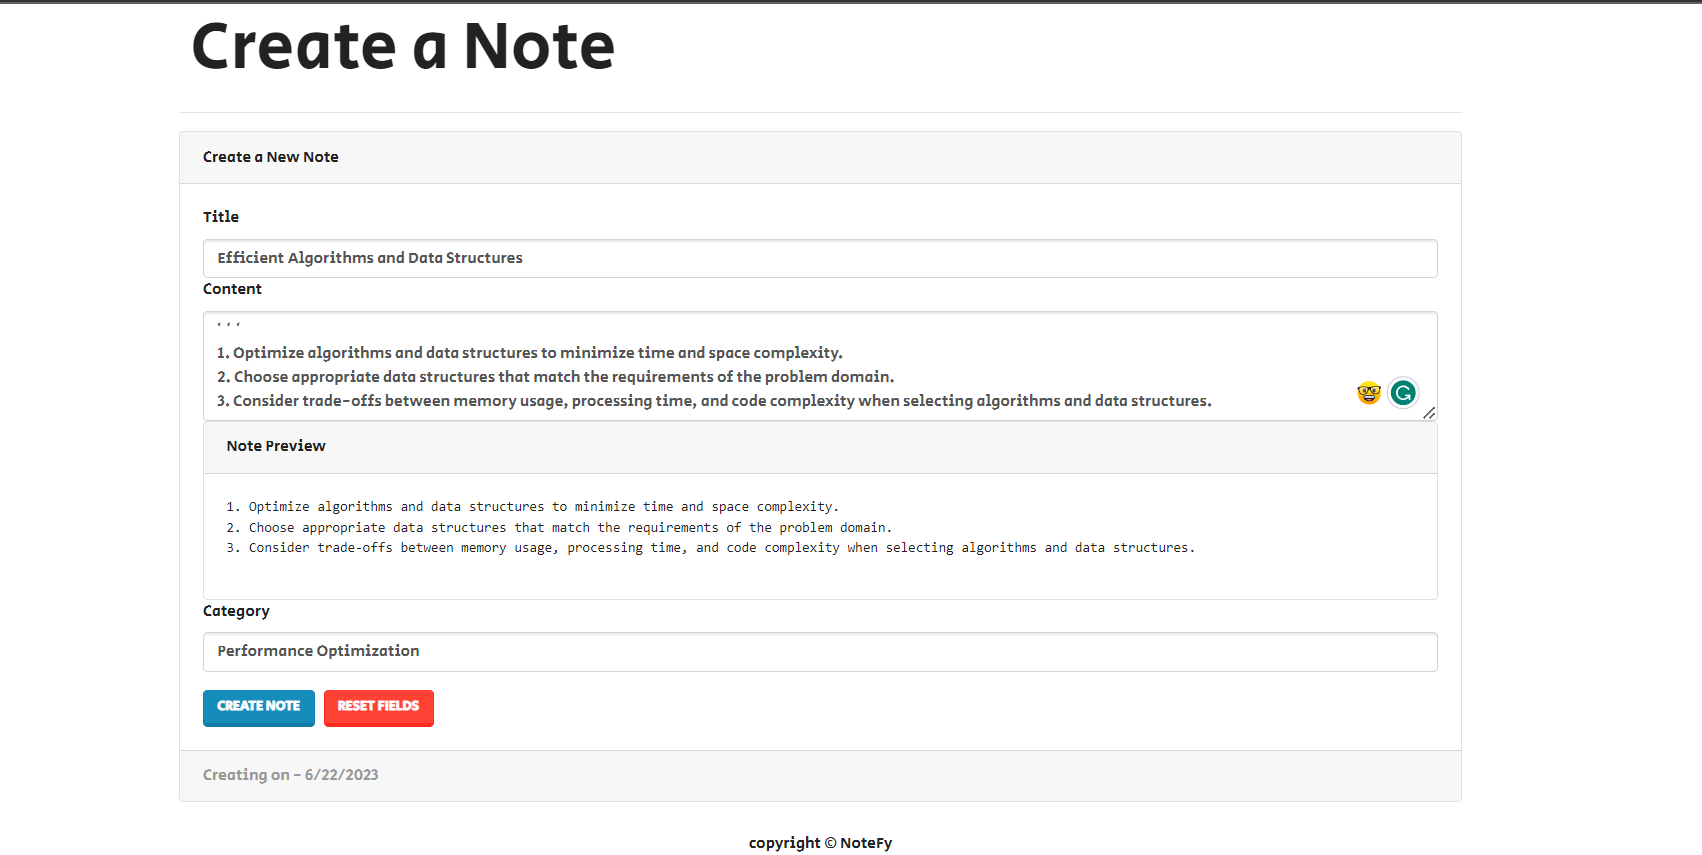 Create a Note
Create a New Note
Title
Efficient Algorithms and Data Structures
Content
```
1. Optimize algorithms and data structures to minimize time and space complexity.
2. Choose appropriate data structures that match the requirements of the problem domain.
3. Consider trade-offs between memory usage, processing time, and code complexity when selecting algorithms and data structures.
Note Preview
1. Optimize algorithms and data structures to minimize time and space complexity.
2. Choose appropriate data structures that match the requirements of the problem domain.
3. Consider trade-offs between memory usage, processing time, and code complexity when selecting algorithms and data structures.
Category
Performance Optimization
CREATE NOTE RESET FIELDS
Creating on - 6/22/2023
copyright © NoteFy